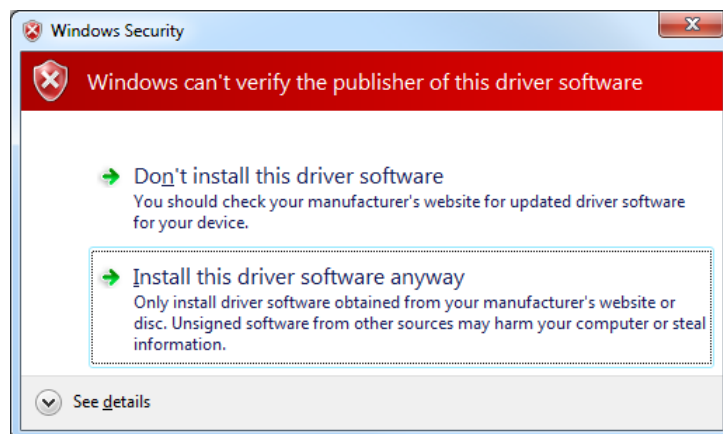 Windows Security
Windows can't verify the publisher of this driver software
Don't install this driver software
You should check your manufacturer's website for updated driver software
for your device.
Install this driver software anyway
Only install driver software obtained from your manufacturer's website or
disc. Unsigned software from other sources may harm your computer or steal
information.
See details